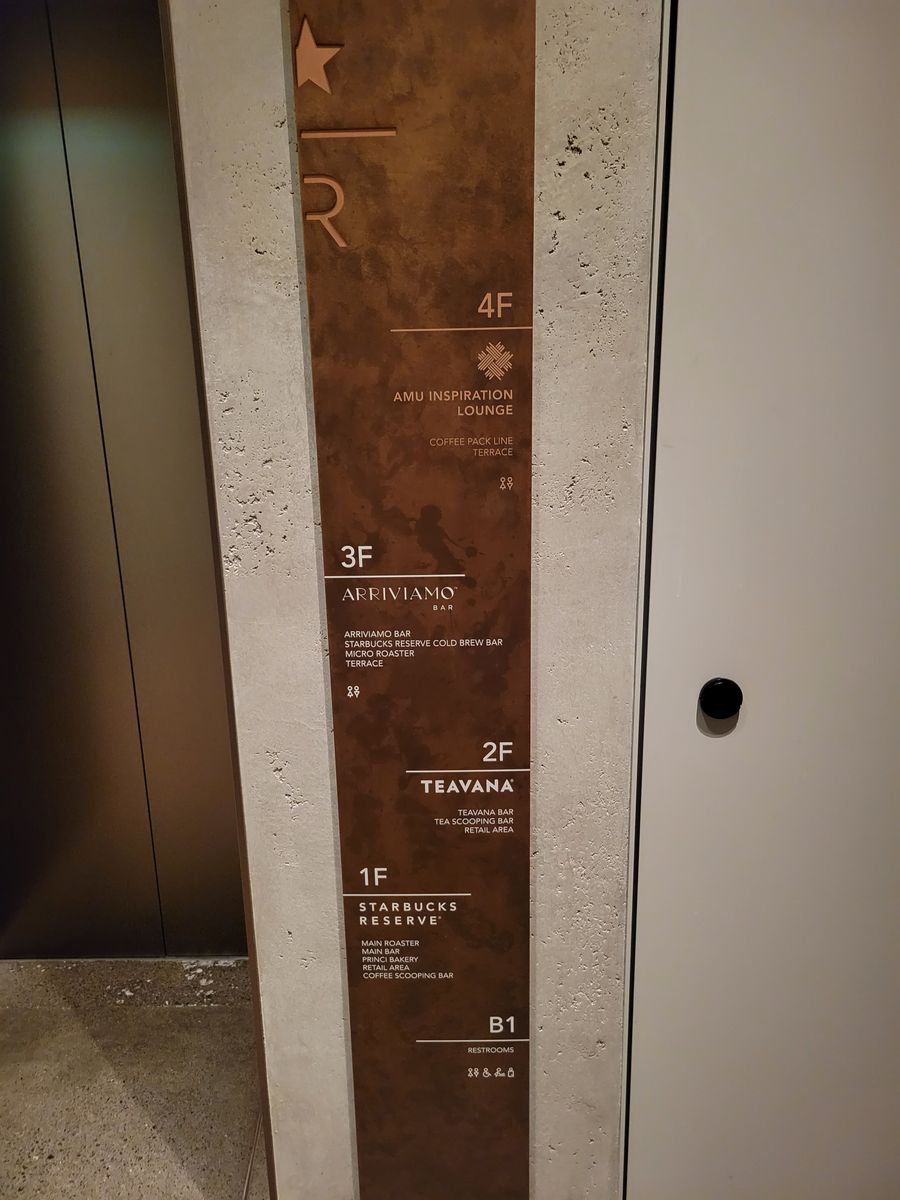 R
4F
AMU INSPIRATION
LOUNGE
COFFEE PACK LINE
TERRACE
3F
ARRIVIAMO™
BAR
ARRIVIAMO BAR
STARBUCKS RESERVE COLD BREW BAR
MICRO ROASTER
TERRACE
2F
TEAVANA®
TEAVANA BAR
TEA SCOOPING BAR
RETAIL AREA
1F
STARBUCKS
RESERVE®
MAIN ROASTER
MAIN BAR
PRINCI BAKERY
RETAIL AREA
COFFEE SCOOPING BAR
B1
RESTROOMS